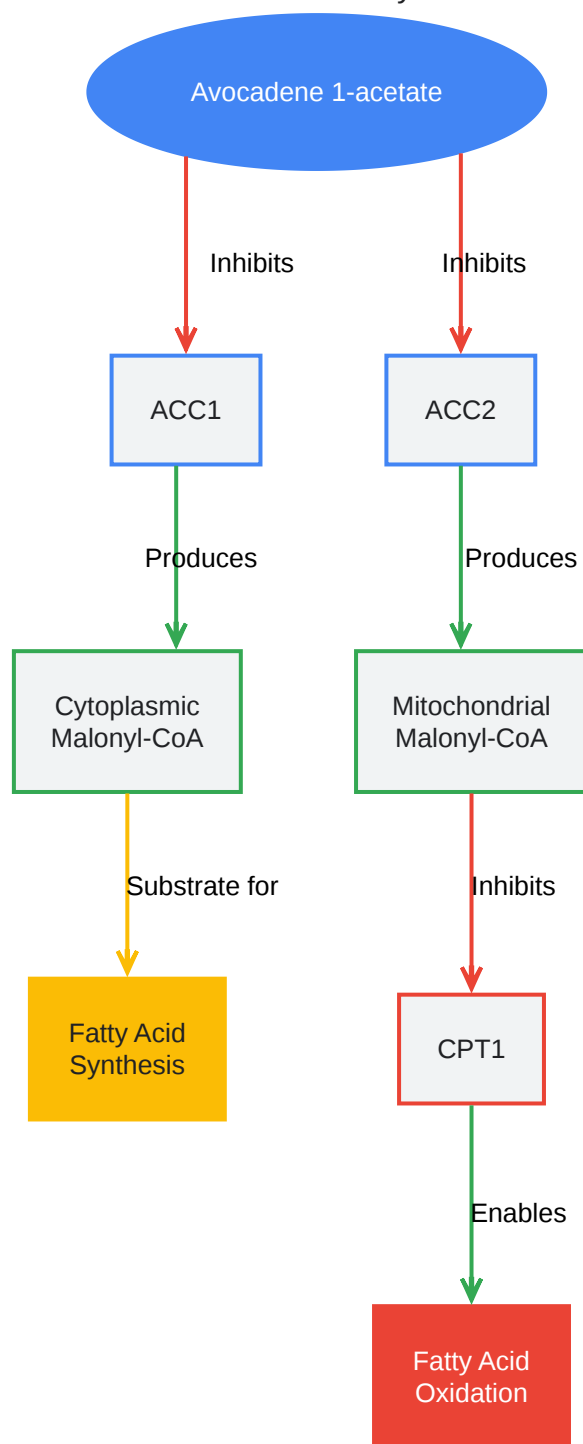 Avocadene 1-acetate
Inhibits
Inhibits
ACC1
ACC2
Produces
Produces
Cytoplasmic
Malonyl-CoA
Mitochondrial
Malonyl-CoA
Substrate for
Inhibits
Fatty Acid
Synthesis
CPT1
Enables
Fatty Acid
Oxidation